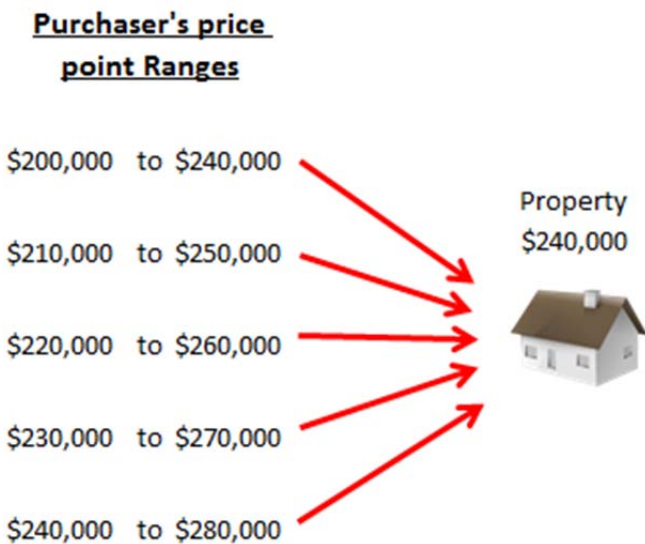 Purchaser's price
point Ranges
$200,000 to $240,000
Property
$240,000
$210,000 to $250,000
$220,000 to $260,000
$230,000 to $270,000
$240,000 to $280,000